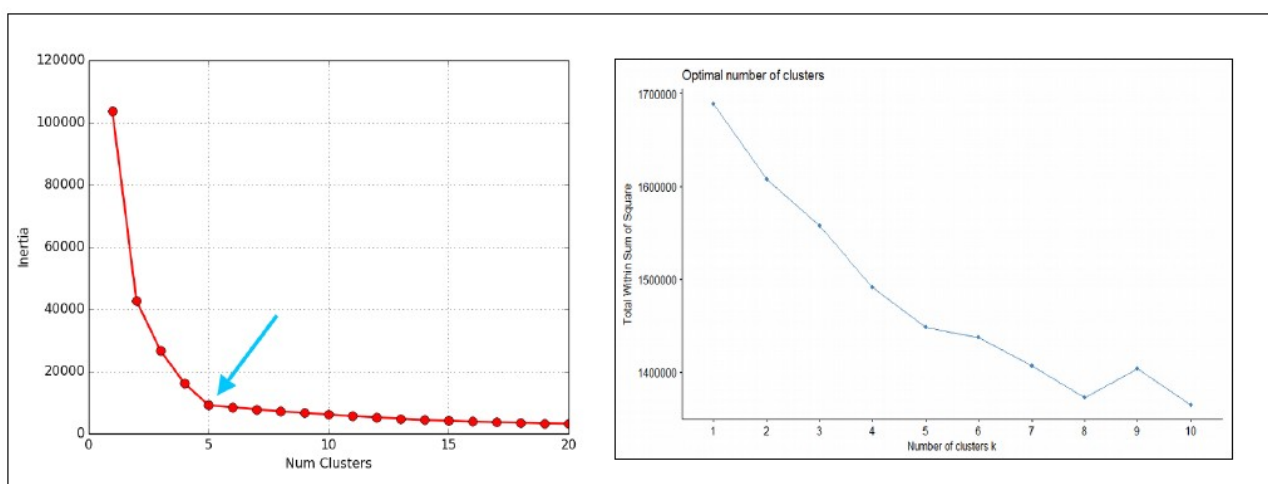 120000
100000
80000
60000
40000
20000
0
Inertia
0 5 10 15 20
Num Clusters
Optimal number of clusters
1700000
1600000
1500000
1400000
Total Within Sum of Square
1 2 3 4 5 6 7 8 9 10
Number of clusters k